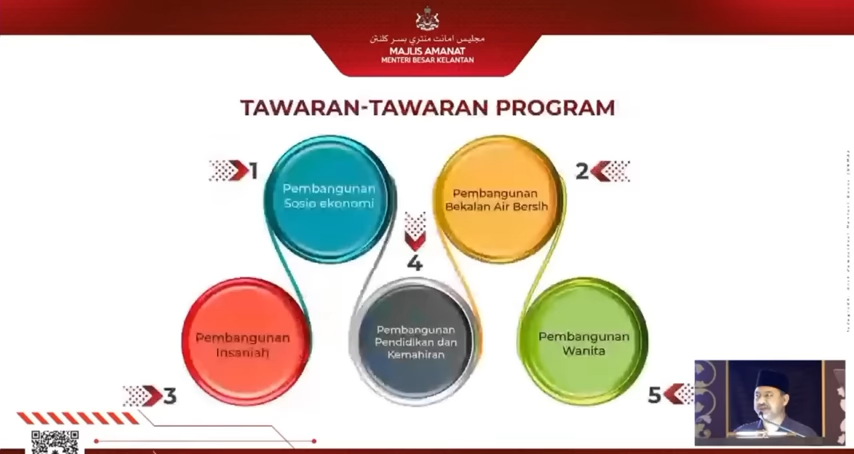 مجليس امانت منتري بسر كلنتن
MAJLIS AMANAT
MENTERI BESAR KELANTAN
TAWARAN-TAWARAN PROGRAM
1
Pembangunan
Sosio ekonomi
2
Pembangunan
Bekalan Air Bersih
3
Pembangunan
Insaniah
4
Pembangunan
Pendidikan dan
Kemahiran
5
Pembangunan
Wanita